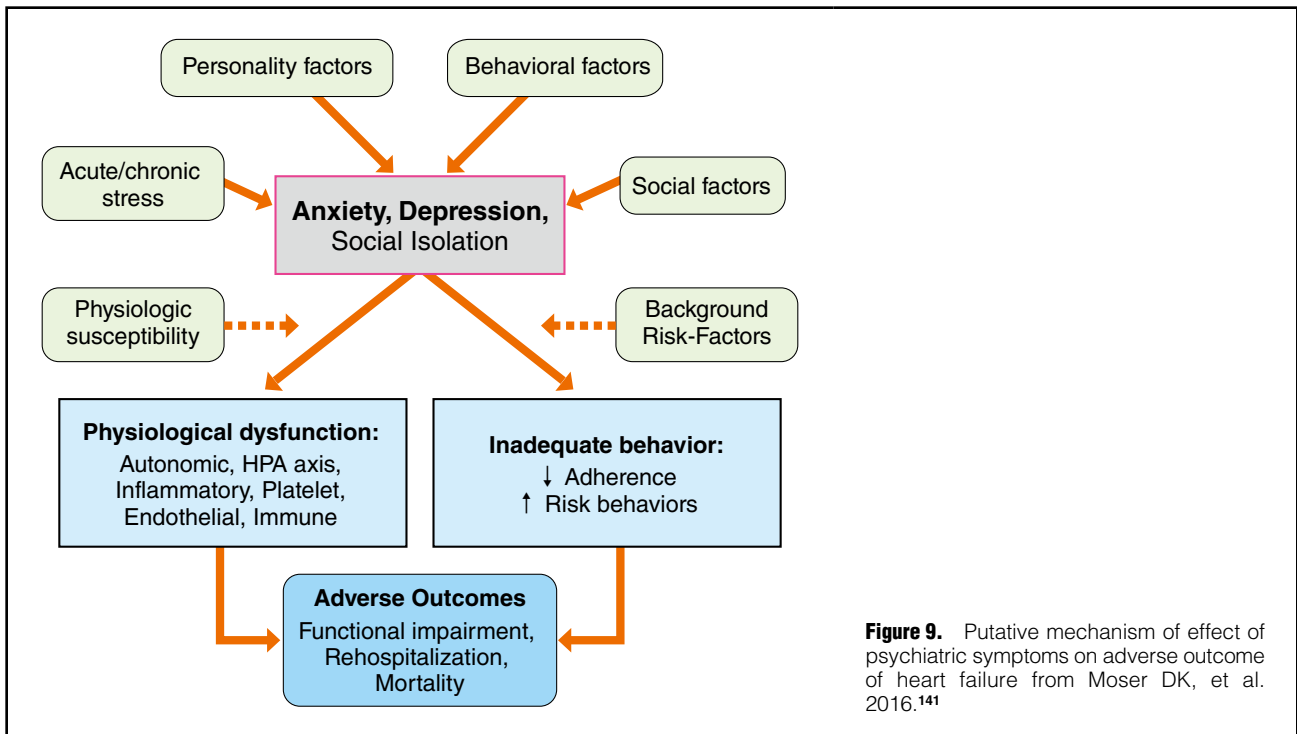 Personality factors
Behavioral factors
Acute/chronic
stress
Social factors
Anxiety, Depression,
Social Isolation
Physiologic
susceptibility
Background
Risk-Factors
Physiological dysfunction:
Autonomic, HPA axis,
Inflammatory, Platelet,
Endothelial, Immune
Inadequate behavior:
↓ Adherence
↑ Risk behaviors
Adverse Outcomes
Functional impairment,
Rehospitalization,
Mortality
Figure 9. Putative mechanism of effect of
psychiatric symptoms on adverse outcome
of heart failure from Moser DK, et al.
2016.141